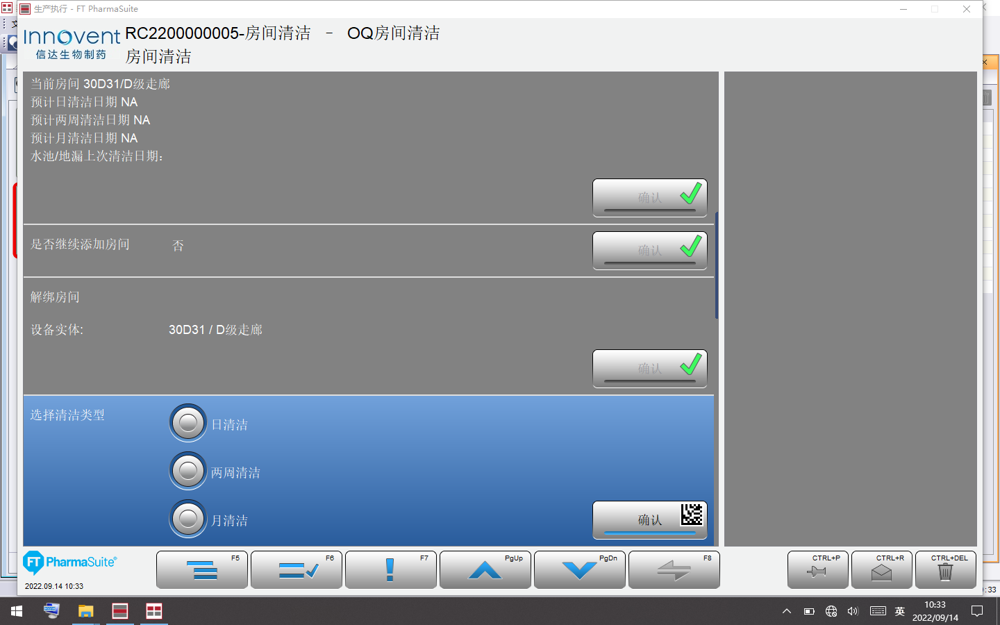 生产执行 - FT PharmaSuite
Innovent
信达生物制药
RC2200000005-房间清洁 － OQ房间清洁
房间清洁
当前房间 30D31/D级走廊
预计日清洁日期 NA
预计两周清洁日期 NA
预计月清洁日期 NA
水池/地漏上次清洁日期:
确认
是否继续添加房间 否
确认
解绑房间
设备实体: 30D31 / D级走廊
确认
选择清洁类型
日清洁
两周清洁
月清洁
确认
FT PharmaSuite®
2022.09.14 10:33
F5
F6
F7
PgUp
PgDn
F8
CTRL+P
CTRL+R
CTRL+DEL
:33
英
10:33
2022/09/14